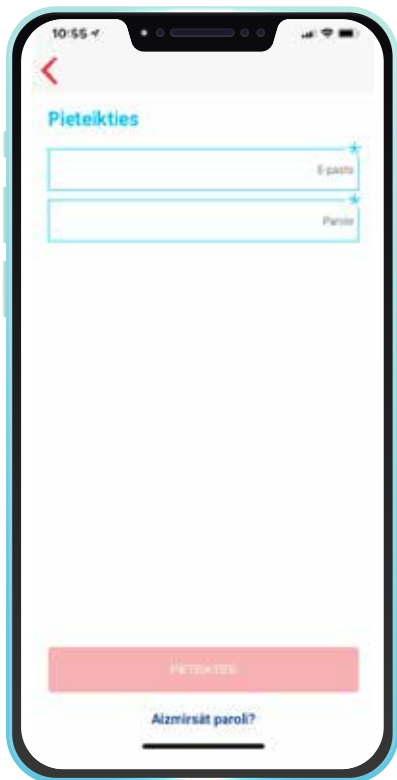 10:55
Pieteikties
*
E-pasts
*
Parole
PIETEIKTIES
Aizmirsāt paroli?